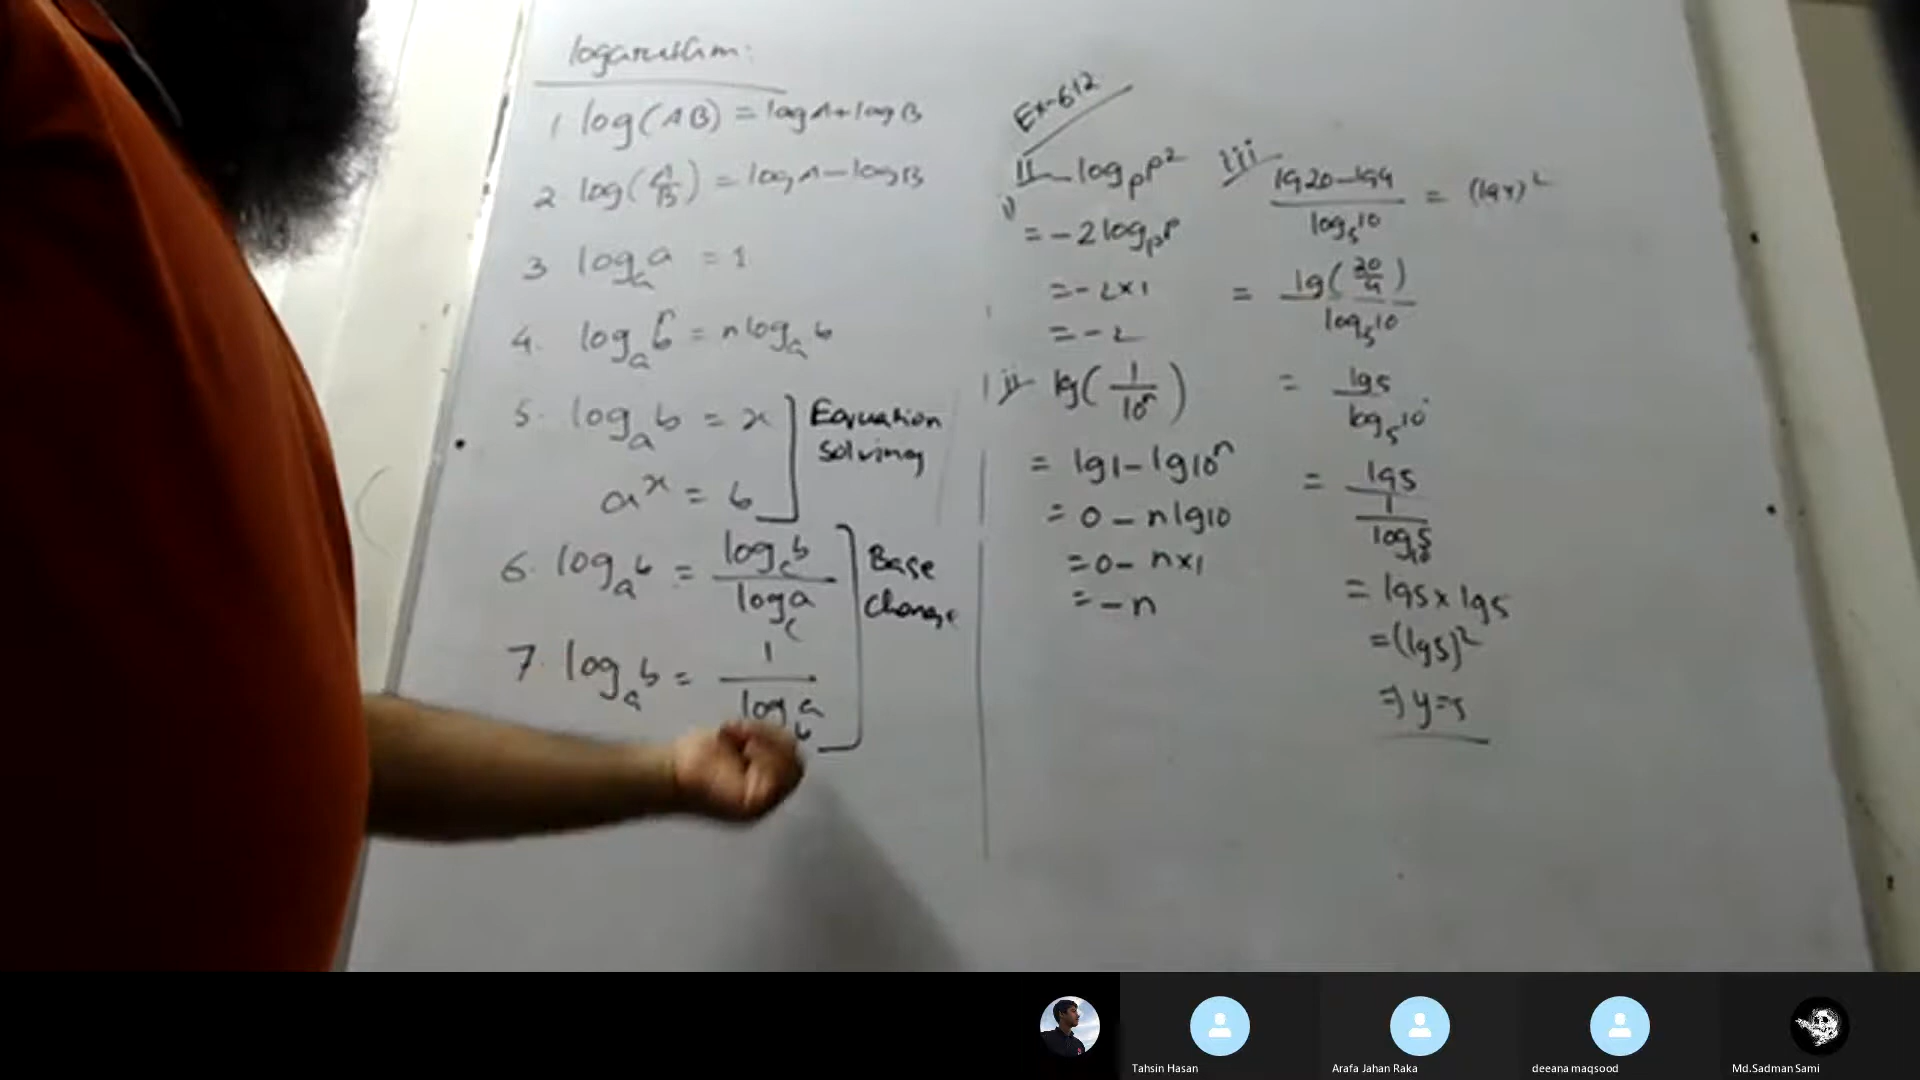 logarithm:
1 log(AB) = logA + logB
2 log(A/B) = logA - logB
3 log_a a = 1
4. log_a b^n = n log_a b
5. log_a b = x
a^x = b
Equation
Solving
6. log_a b = log_c b / log_c a
7. log_a b = 1 / log_b a
Base
Change
Ex-612
11
i) - log_p p^2
= -2 log_p p
= -2×1
= -2
ii) lg(1/10^n)
= lg1 - lg10^n
= 0 - nlg10
= 0 - n×1
= -n
iii
lg20-lg4 / log_5 10 = (lgy)^2
= lg(20/4) / log_5 10
= lg5 / log_5 10
= lg5 / 1 / log_10 5
= lg5 × lg5
= (lg5)^2
⇒ y=5
Tahsin Hasan
Arafa Jahan Raka
deeana maqsood
Md.Sadman Sami